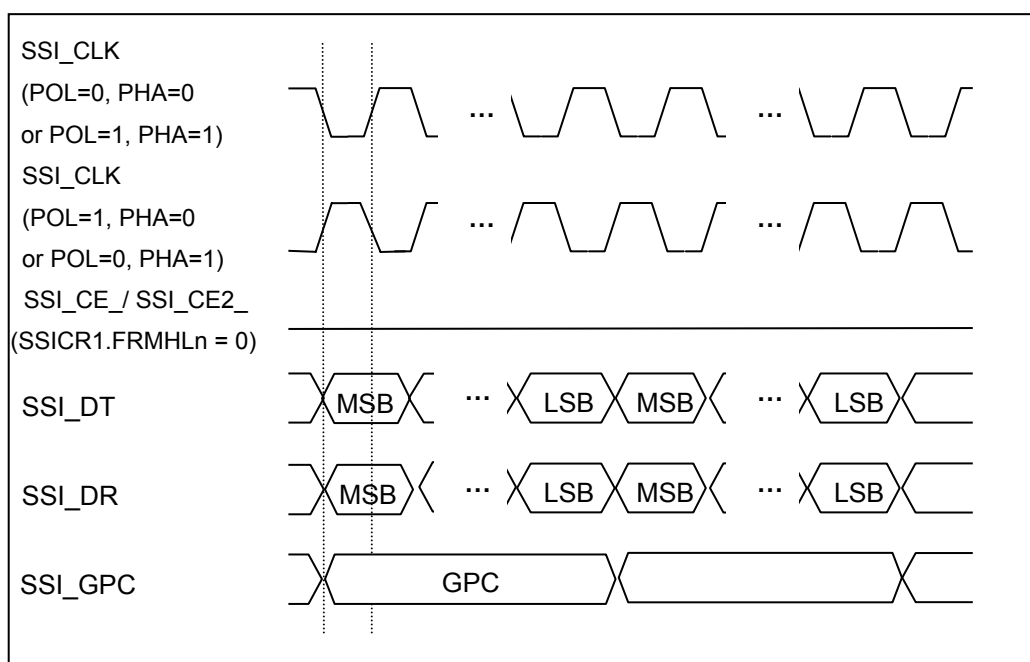 SSI_CLK
(POL=0, PHA=0
or POL=1, PHA=1)
... ...
SSI_CLK
(POL=1, PHA=0
or POL=0, PHA=1)
... ...
SSI_CE_/ SSI_CE2_
(SSICR1.FRMHLn = 0)
SSI_DT MSB ... LSB MSB ... LSB
SSI_DR MSB ... LSB MSB ... LSB
SSI_GPC GPC